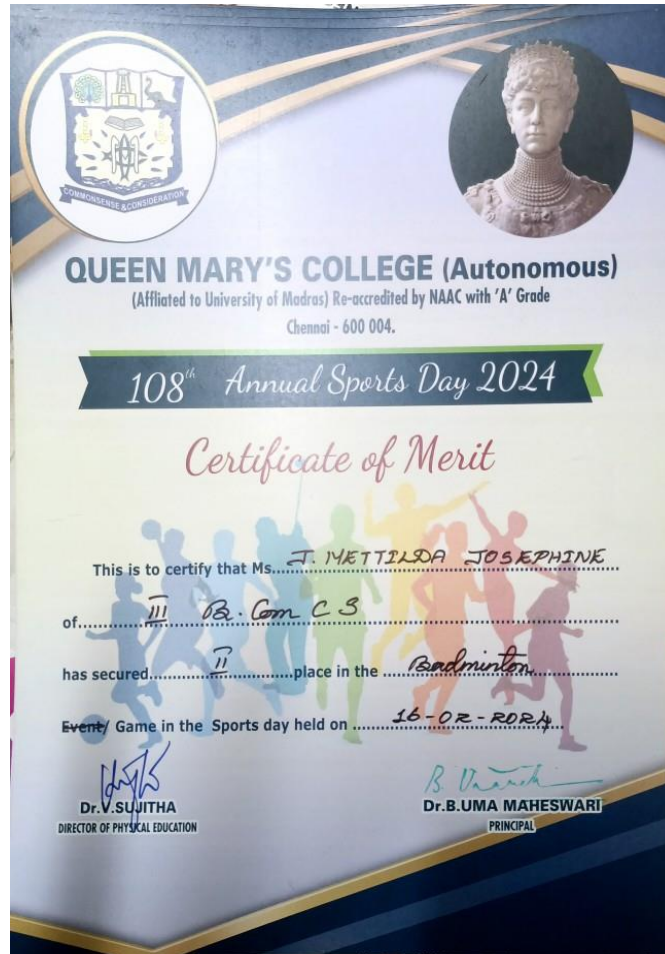 COMMONSENSE & CONSIDERATION
QUEEN MARY'S COLLEGE (Autonomous)
(Affliated to University of Madras) Re-accredited by NAAC with 'A' Grade
Chennai - 600 004.
108th Annual Sports Day 2024
Certificate of Merit
This is to certify that Ms. J. METTILDA JOSEPHINE
of III B.Com C S
has secured II place in the Badminton
Event/ Game in the Sports day held on 16-02-2024
Dr.V.SUJITHA
DIRECTOR OF PHYSICAL EDUCATION
Dr.B.UMA MAHESWARI
PRINCIPAL